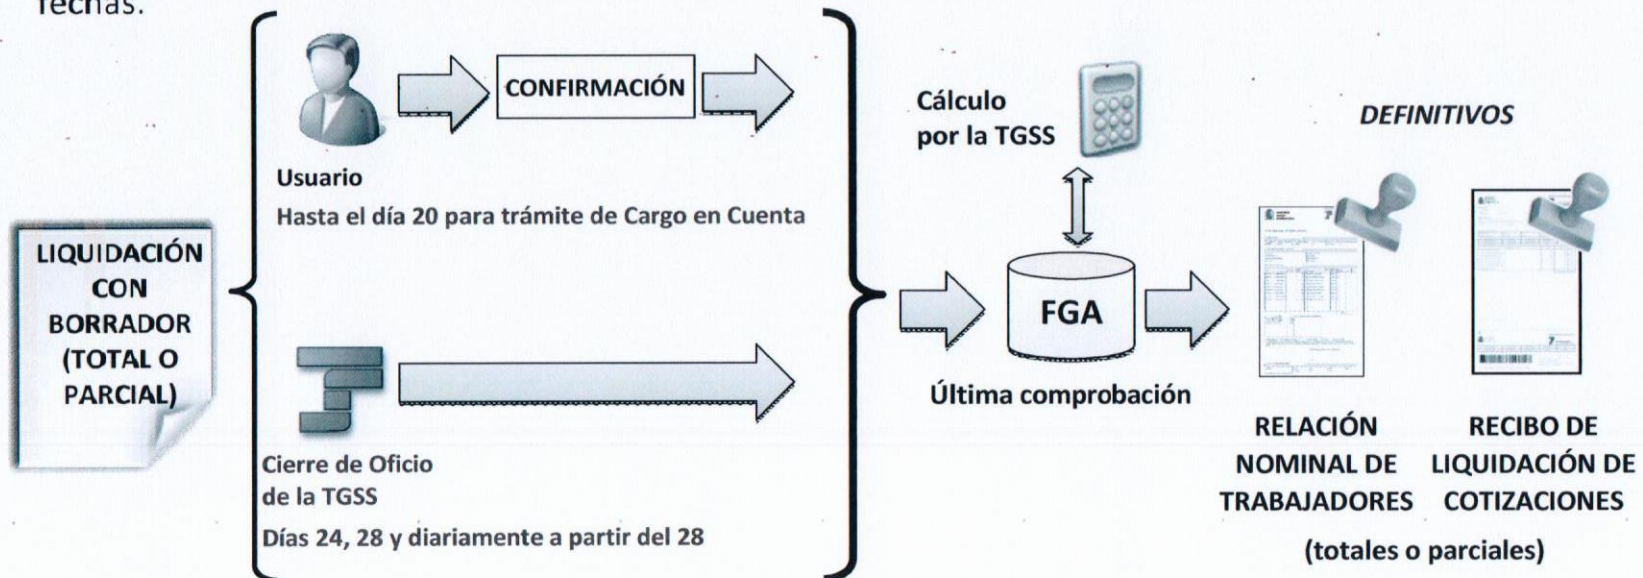 fechas.
LIQUIDACIÓN
CON
BORRADOR
(TOTAL O
PARCIAL)
CONFIRMACIÓN
Usuario
Hasta el día 20 para trámite de Cargo en Cuenta
Cierre de Oficio
de la TGSS
Días 24, 28 y diariamente a partir del 28
Cálculo
por la TGSS
FGA
Última comprobación
DEFINITIVOS
RELACIÓN
NOMINAL DE
TRABAJADORES
RECIBO DE
LIQUIDACIÓN DE
COTIZACIONES
(totales o parciales)